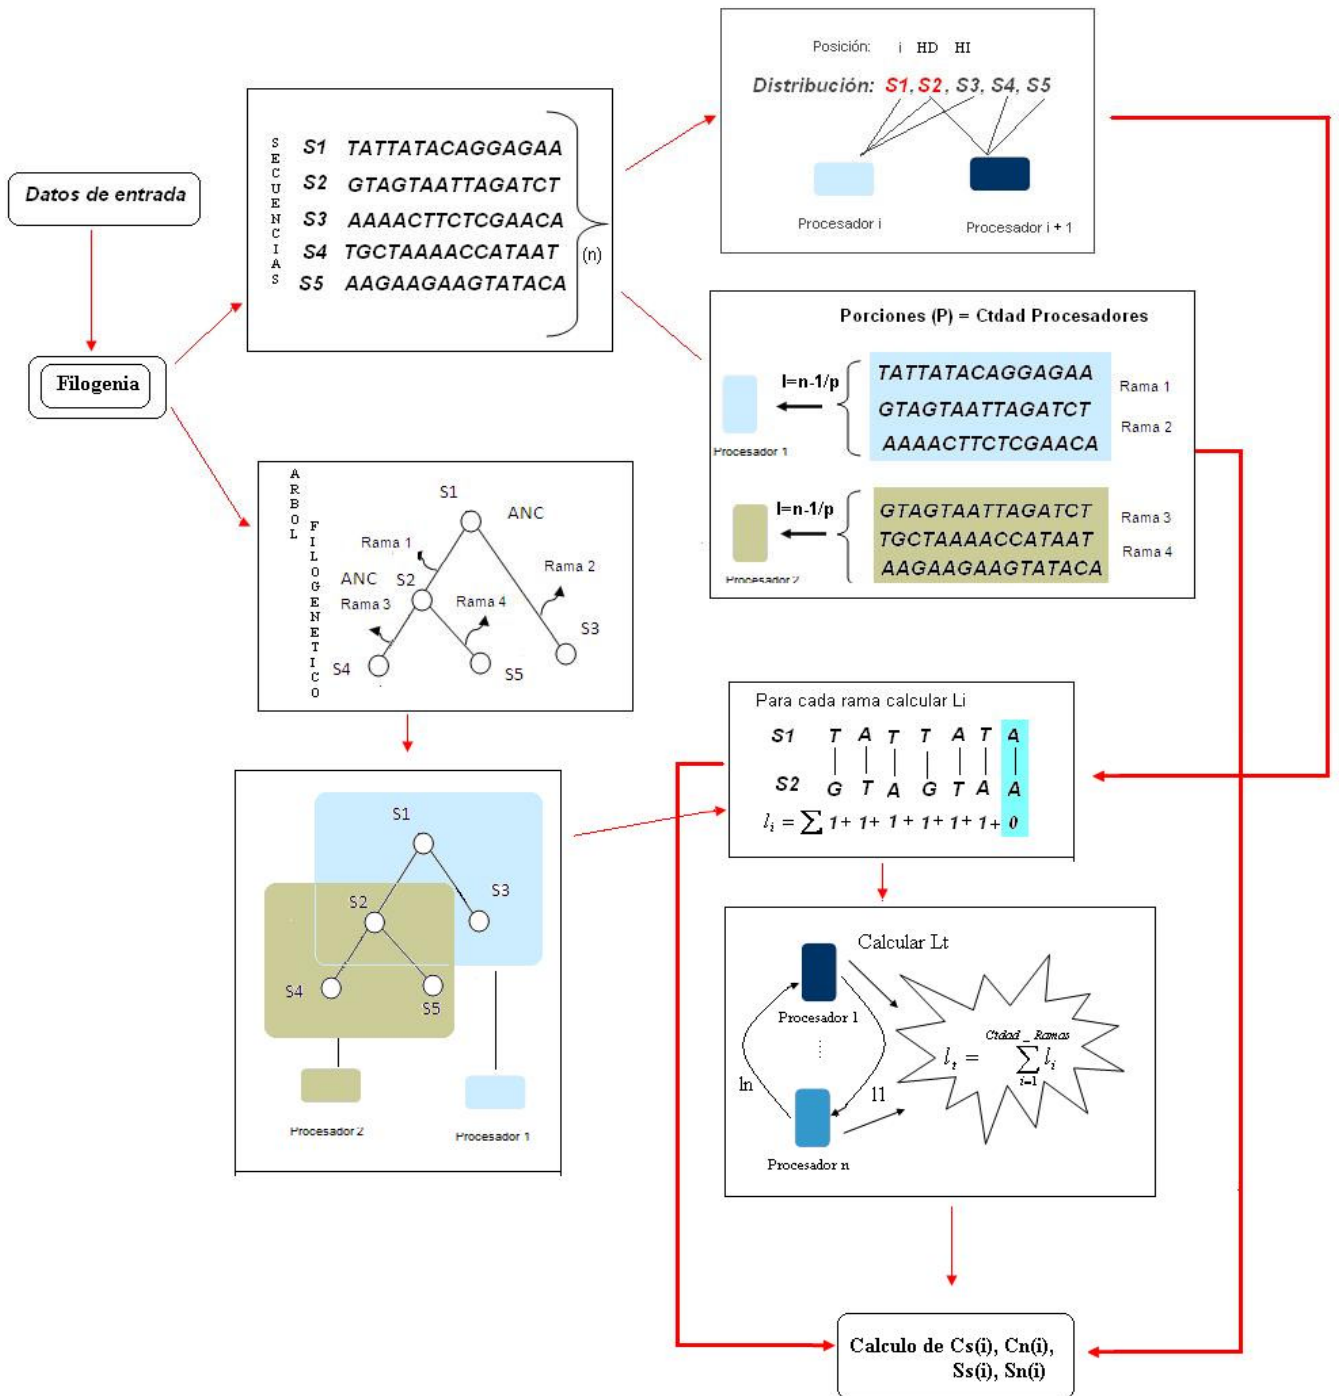 Posición: i HD HI
Distribución: S1, S2, S3, S4, S5
Procesador i
Procesador i + 1
SECUENCIAS
S1 TATTATACAGGAGAA
S2 GTAGTAATTAGATCT
S3 AAAACTTCTCGAACA
S4 TGCTAAAACCATAAT
S5 AAGAAGAAGTATACA
(n)
Datos de entrada
Filogenia
Porciones (P) = Ctdad Procesadores
l=n-1/p
TATTATACAGGAGAA
GTAGTAATTAGATCT
AAAACTTCTCGAACA
Rama 1
Rama 2
Procesador 1
l=n-1/p
GTAGTAATTAGATCT
TGCTAAAACCATAAT
AAGAAGAAGTATACA
Rama 3
Rama 4
Procesador 2
ARBOL
FILOGENETICO
S1
ANC
Rama 1
Rama 2
ANC
S2
Rama 3
Rama 4
S3
S4
S5
Para cada rama calcular Li
S1 T A T T A T A
S2 G T A G T A A
l_i = ∑ 1+ 1+ 1+ 1+ 1+ 1+ 0
S1
S3
S2
S4
S5
Procesador 2
Procesador 1
Calcular Lt
Procesador 1
ln
l1
Procesador n
Ctdad _ Ramas
l_t = ∑ l_i
i=1
Calculo de Cs(i), Cn(i),
Ss(i), Sn(i)